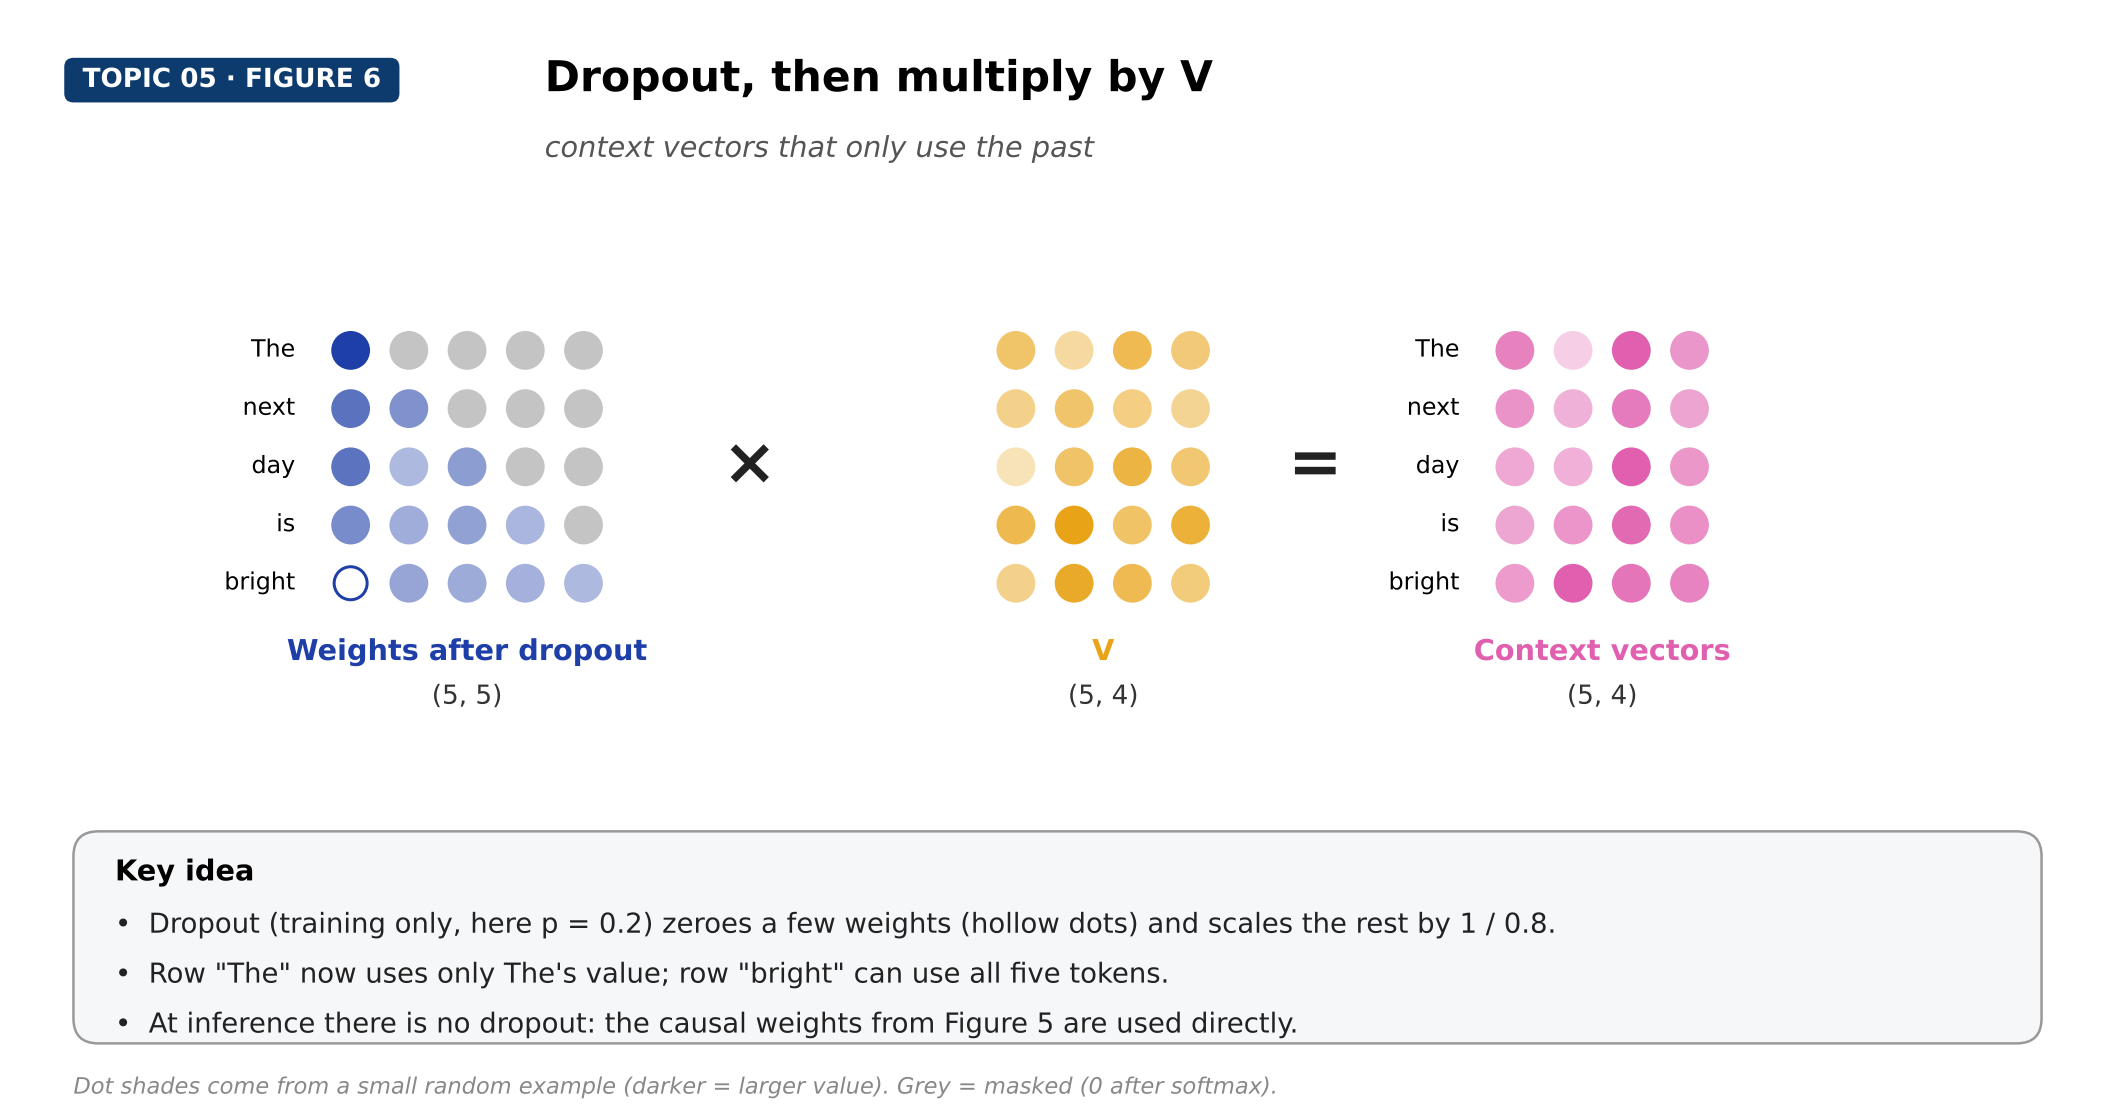 TOPIC 05 · FIGURE 6
Dropout, then multiply by V
context vectors that only use the past
The
next
day
is
bright
Weights after dropout
(5, 5)
×
V
(5, 4)
=
The
next
day
is
bright
Context vectors
(5, 4)
Key idea
• Dropout (training only, here p = 0.2) zeroes a few weights (hollow dots) and scales the rest by 1 / 0.8.
• Row "The" now uses only The's value; row "bright" can use all five tokens.
• At inference there is no dropout: the causal weights from Figure 5 are used directly.
Dot shades come from a small random example (darker = larger value). Grey = masked (0 after softmax).